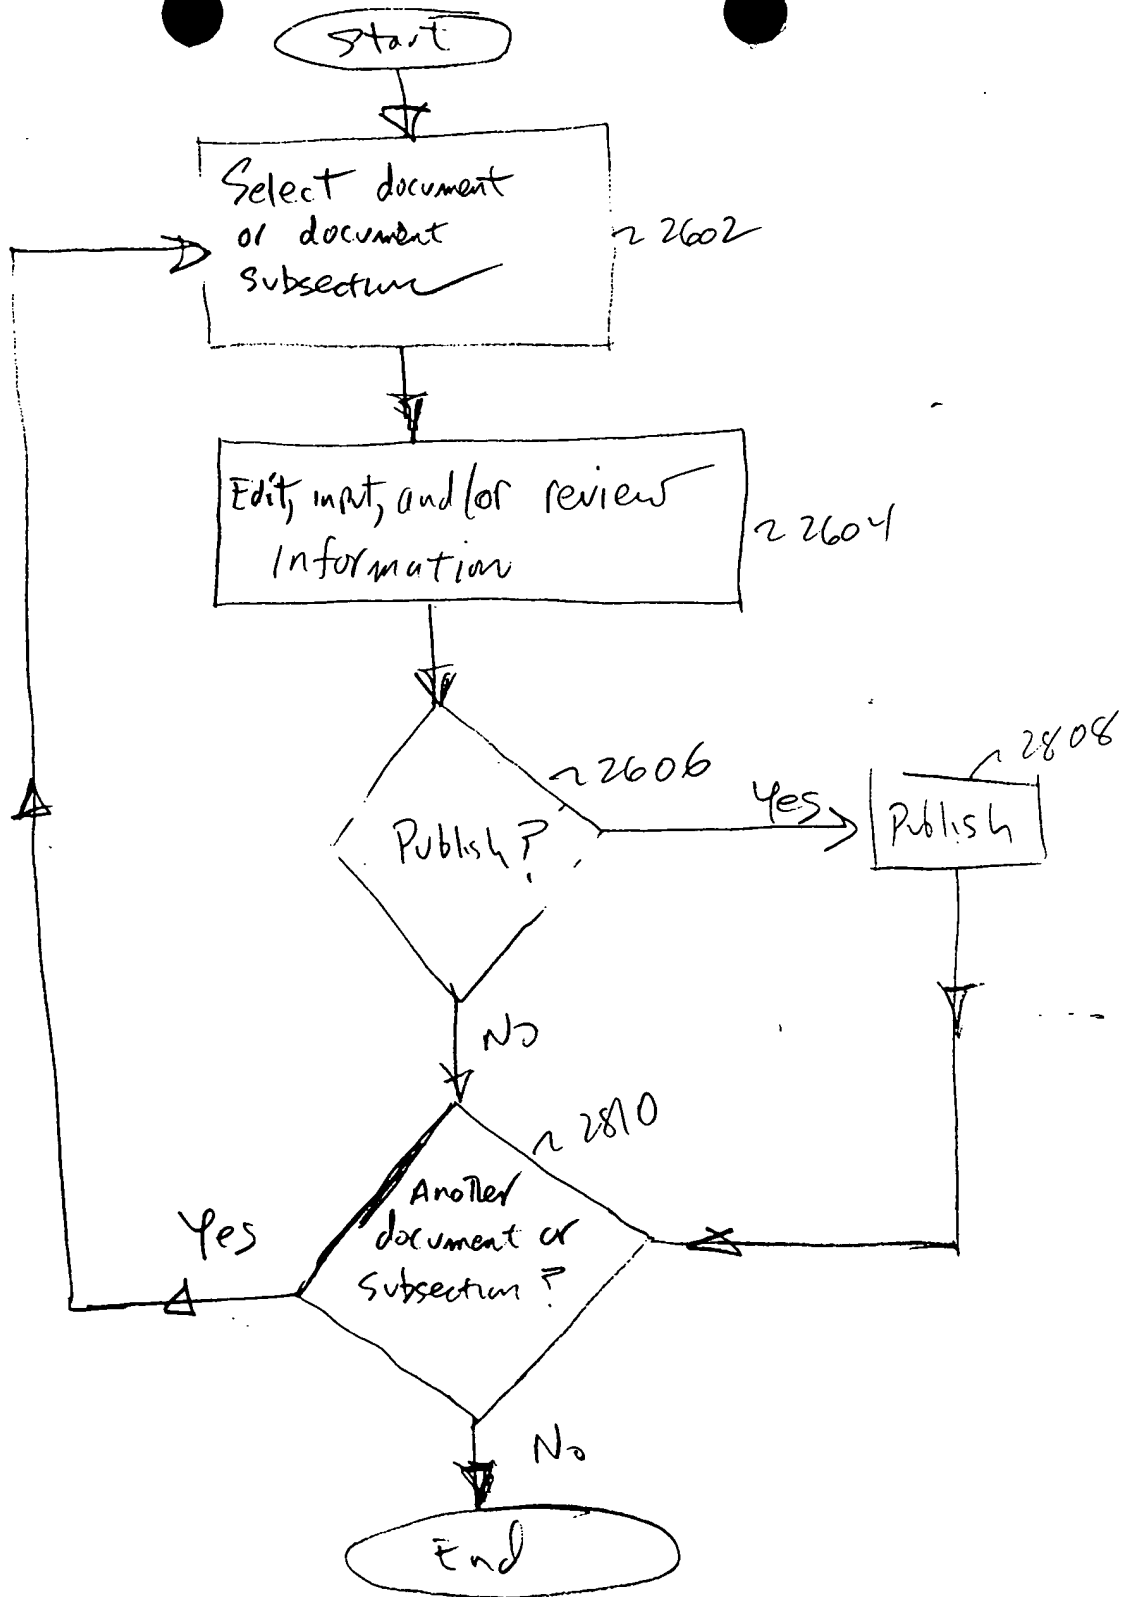 Start
Select document
or document
subsection
~2602
Edit, input, and/or review
information
~2604
~2606
Publish?
Yes
2808
Publish
No
~2810
Another
document or
subsection?
Yes
No
End